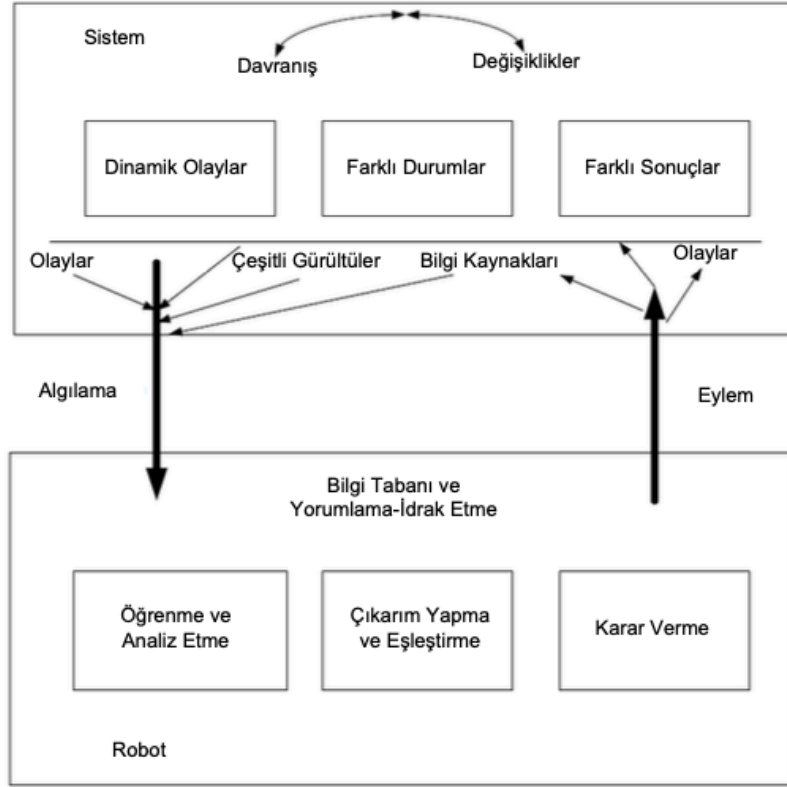 Sistem
Davranış
Değişiklikler
Dinamik Olaylar
Farklı Durumlar
Farklı Sonuçlar
Olaylar
Çeşitli Gürültüler
Bilgi Kaynakları
Olaylar
Algılama
Eylem
Bilgi Tabanı ve
Yorumlama-İdrak Etme
Öğrenme ve
Analiz Etme
Çıkarım Yapma
ve Eşleştirme
Karar Verme
Robot